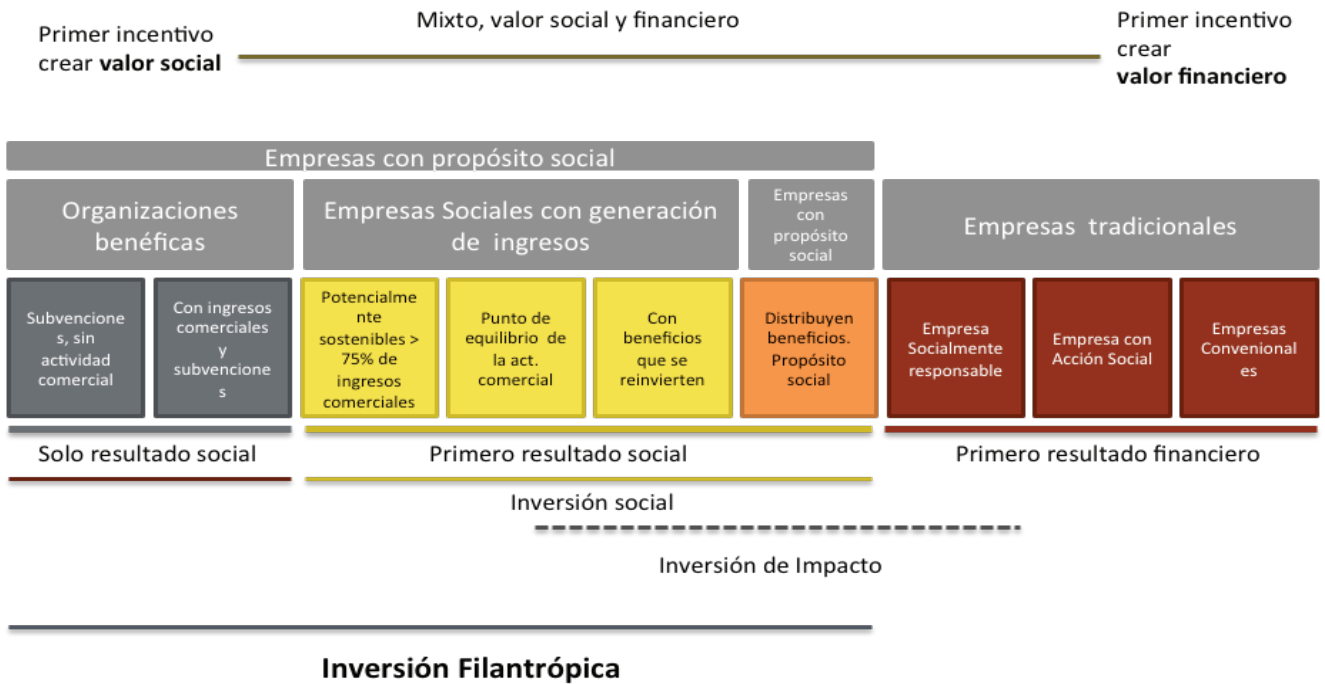 Primer incentivo
crear valor social
Mixto, valor social y financiero
Primer incentivo
crear
valor financiero
Empresas con propósito social
Organizaciones
benéficas
Empresas Sociales con generación
de ingresos
Empresas
con
propósito
social
Empresas tradicionales
Subvencione
s, sin
actividad
comercial
Con ingresos
comerciales
y
subvencione
s
Potencialme
nte
sostenibles >
75% de
ingresos
comerciales
Punto de
equilibrio de
la act.
comercial
Con
beneficios
que se
reinvierten
Distribuyen
beneficios.
Propósito
social
Empresa
Socialmente
responsable
Empresa con
Acción Social
Empresas
Convenional
es
Solo resultado social
Primero resultado social
Primero resultado financiero
Inversión social
Inversión de Impacto
Inversión Filantrópica